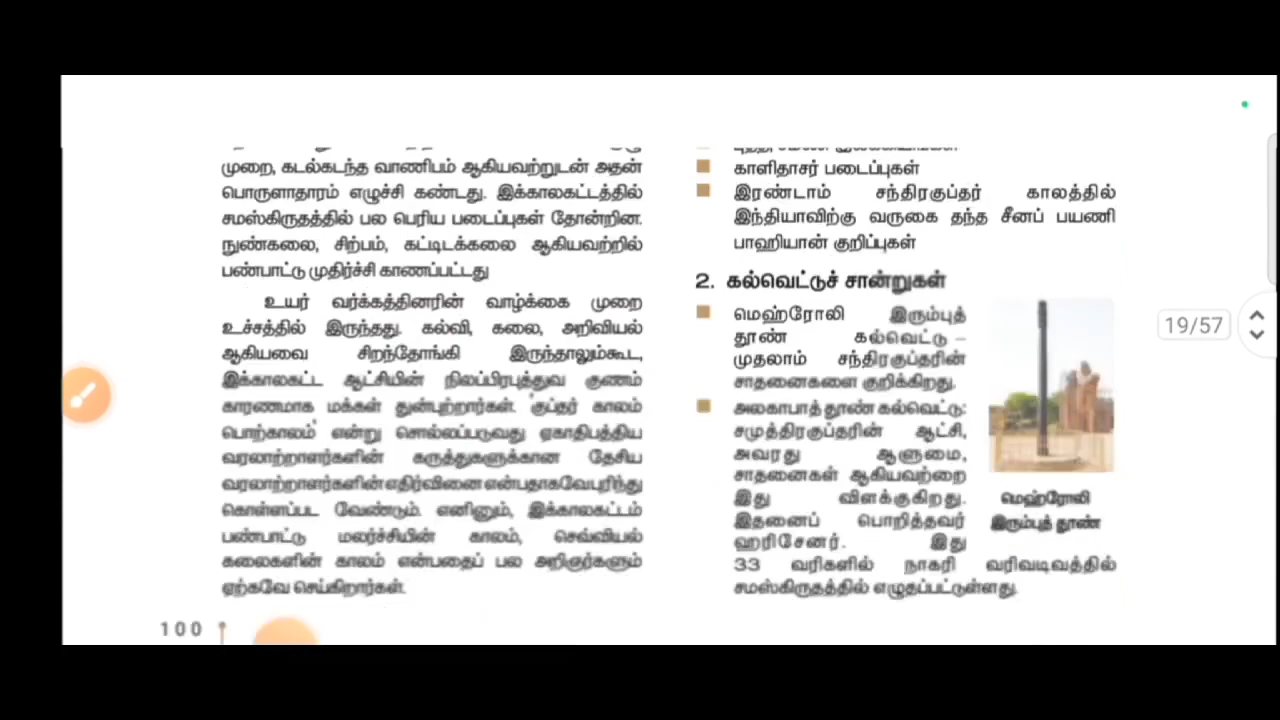 முறை, கடல்கடந்த வாணிபம் ஆகியவற்றுடன் அதன்
பொருளாதாரம் எழுச்சி கண்டது. இக்காலகட்டத்தில்
சமஸ்கிருதத்தில் பல பெரிய படைப்புகள் தோன்றின.
நுண்கலை, சிற்பம், கட்டிடக்கலை ஆகியவற்றில்
பண்பாட்டு முதிர்ச்சி காணப்பட்டது
உயர் வர்க்கத்தினரின் வாழ்க்கை முறை
உச்சத்தில் இருந்தது. கல்வி, கலை, அறிவியல்
ஆகியவை சிறந்தோங்கி இருந்தாலும்கூட,
இக்காலகட்ட ஆட்சியின் நிலப்பிரபுத்துவ குணம்
காரணமாக மக்கள் துன்புற்றார்கள். 'குப்தர் காலம்
பொற்காலம்' என்று சொல்லப்படுவது ஏகாதிபத்திய
வரலாற்றாளர்களின் கருத்துகளுக்கான தேசிய
வரலாற்றாளர்களின் எதிர்வினை என்பதாகவே புரிந்து
கொள்ளப்பட வேண்டும். எனினும், இக்காலகட்டம்
பண்பாட்டு மலர்ச்சியின் காலம், செவ்வியல்
கலைகளின் காலம் என்பதைப் பல அறிஞர்களும்
ஏற்கவே செய்கிறார்கள்.
100
காளிதாசர் படைப்புகள்
இரண்டாம் சந்திரகுப்தர் காலத்தில்
இந்தியாவிற்கு வருகை தந்த சீனப் பயணி
பாஹியான் குறிப்புகள்
2. கல்வெட்டுச் சான்றுகள்
மெஹ்ரோலி இரும்புத்
தூண் கல்வெட்டு –
முதலாம் சந்திரகுப்தரின்
சாதனைகளை குறிக்கிறது.
அலகாபாத் தூண் கல்வெட்டு:
சமுத்திரகுப்தரின் ஆட்சி,
அவரது ஆளுமை,
சாதனைகள் ஆகியவற்றை
இது விளக்குகிறது.
இதனைப் பொறித்தவர்
ஹரிசேனர். இது
33 வரிகளில் நாகரி வரிவடிவத்தில்
சமஸ்கிருதத்தில் எழுதப்பட்டுள்ளது.
மெஹ்ரோலி
இரும்புத் தூண்
19/57